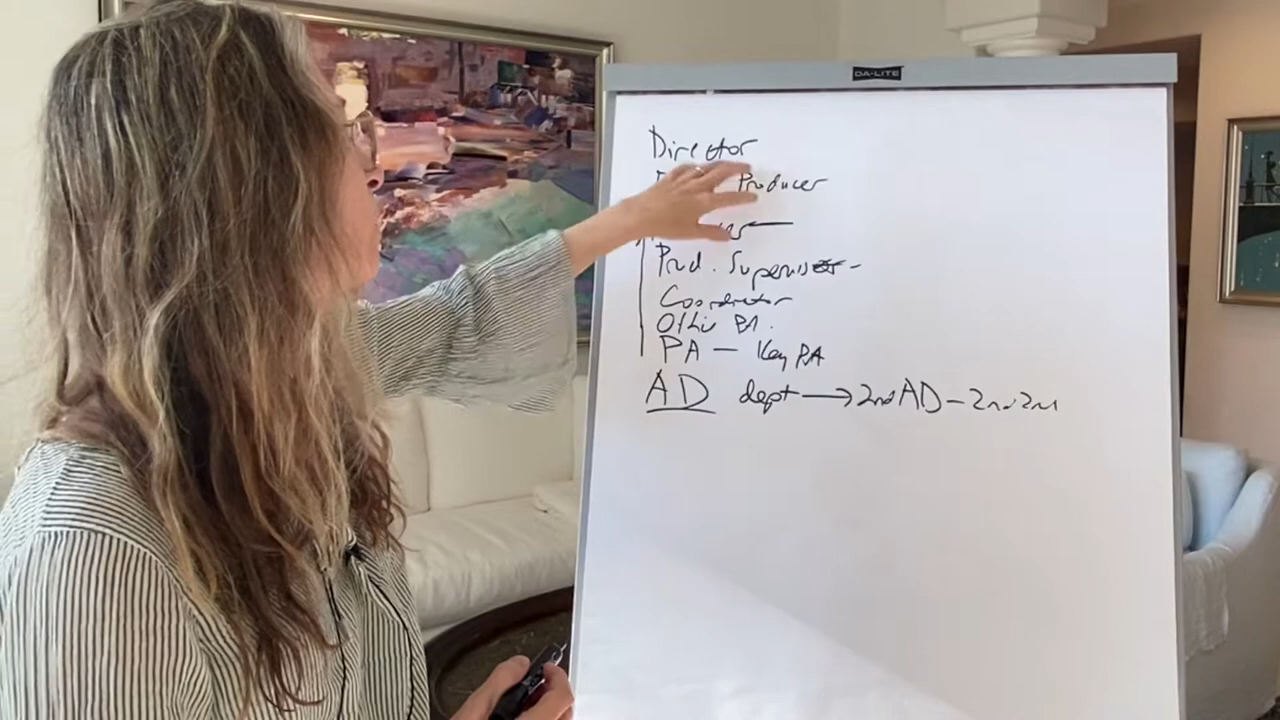 DA-LITE
Director
Producer
Prod. Supervisor -
Coordinator
Office PA.
PA — Key PA
AD dept → 2nd AD - 2nd 2nd